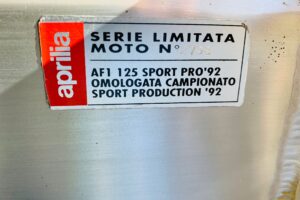 aprilia
SERIE LIMITATA
MOTO N°
AF1 125 SPORT PRO'92
OMOLOGATA CAMPIONATO
SPORT PRODUCTION '92